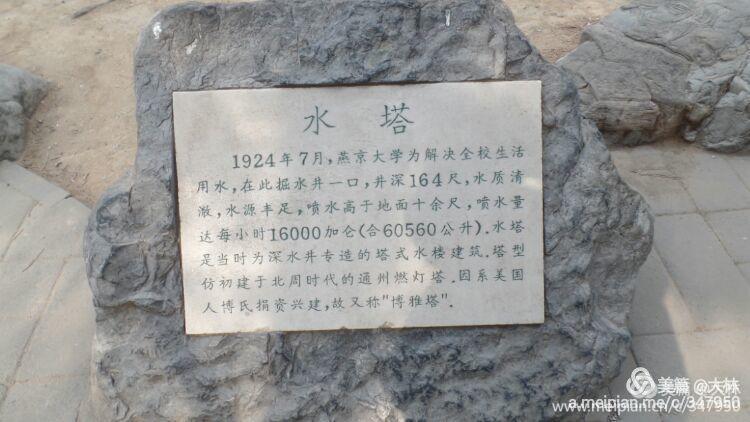 水塔
1924年7月,燕京大学为解决全校生活
用水,在此掘水井一口,井深164尺,水质清
澈,水源丰足,喷水高于地面十余尺,喷水量
达每小时16000加仑(合60560公升).水塔
是当时为深水井专造的塔式水楼建筑.塔型
仿初建于北周时代的通州燃灯塔.因系美国
人博氏捐资兴建,故又称"博雅塔".
美篇 @大林
a.meipian.me/c/347950
www.meipian.cn/c/347950